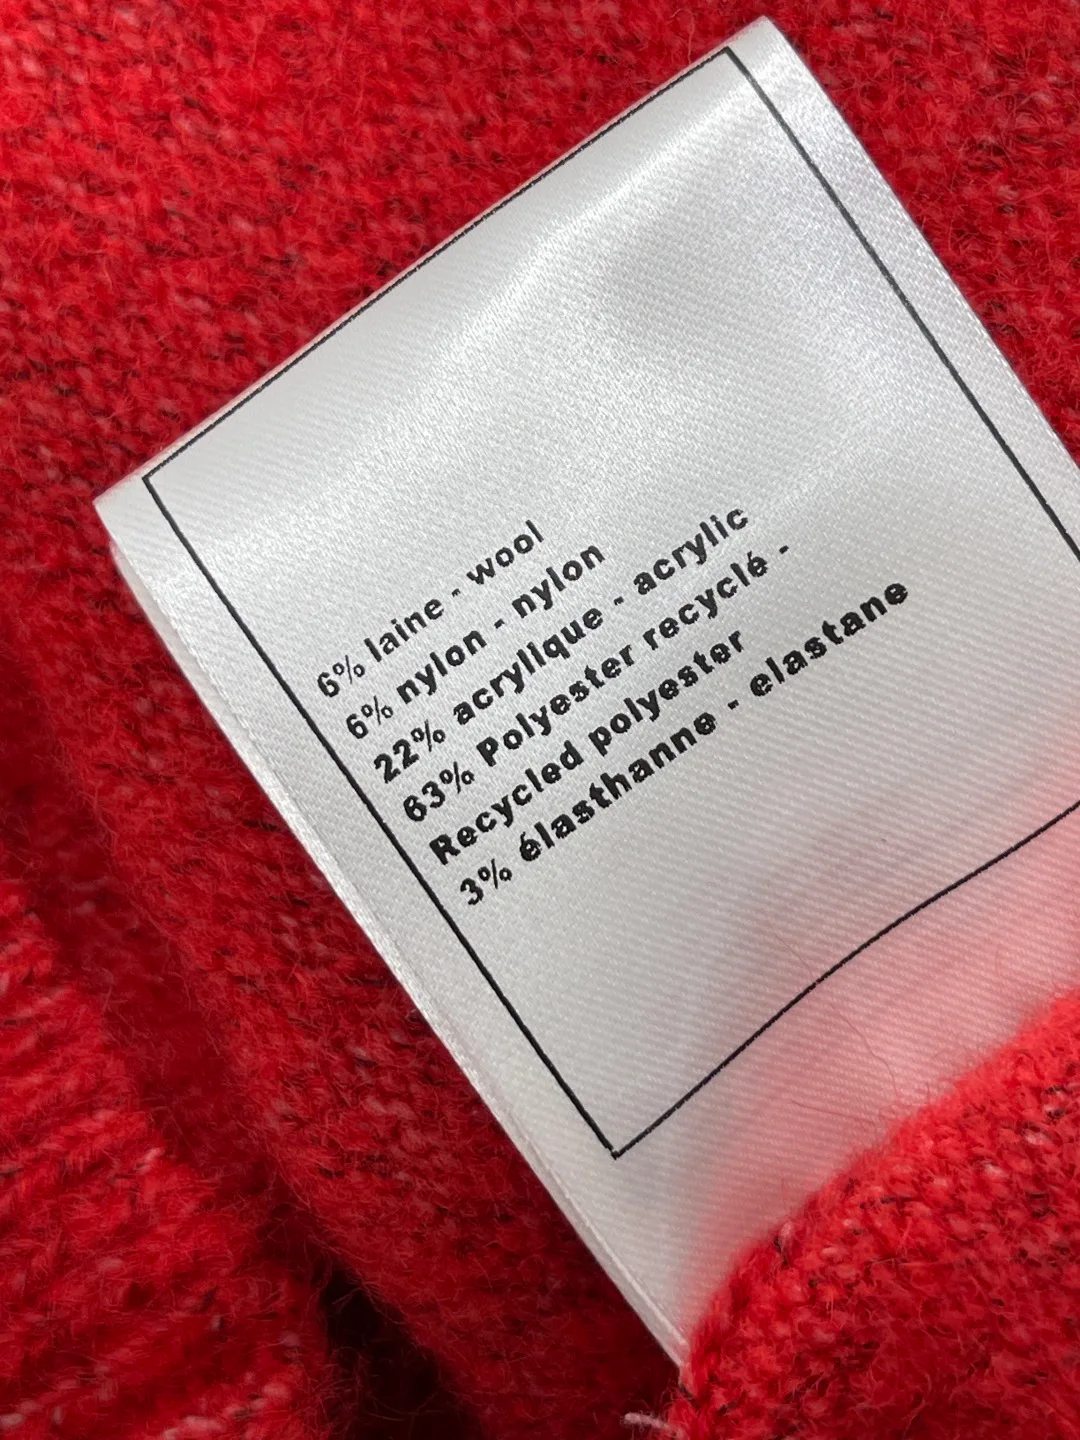 6% laine - wool
6% nylon - nylon
22% acrylique - acrylic
63% Polyester recyclé -
Recycled polyester
3% élasthanne - elastane